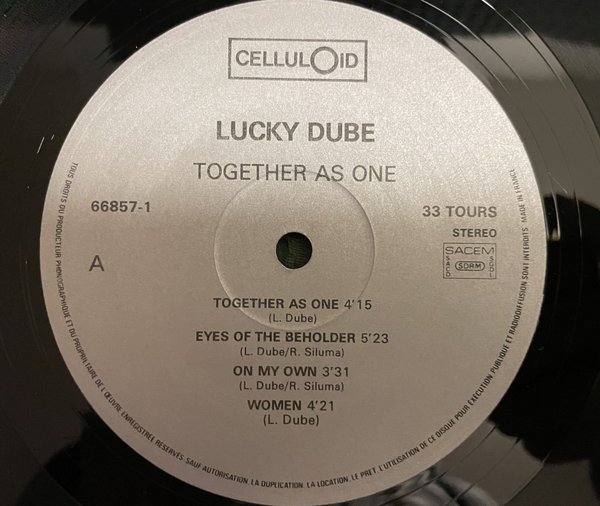 CELLULOID
LUCKY DUBE
TOGETHER AS ONE
66857-1
33 TOURS
STEREO
A
SACEM
SACD
SDRM
SGDL
TOGETHER AS ONE 4'15
(L. Dube)
EYES OF THE BEHOLDER 5'23
(L. Dube/R. Siluma)
ON MY OWN 3'31
(L. Dube/R. Siluma)
WOMEN 4'21
(L. Dube)
TOUS DROITS DU PRODUCTEUR PHONOGRAPHIQUE ET DU PROPRIETAIRE DE L'ŒUVRE ENREGISTREE RESERVES. SAUF AUTORISATION, LA DUPLICATION, LA LOCATION, LE PRET, L'UTILISATION DE CE DISQUE POUR EXECUTION PUBLIQUE ET RADIODIFFUSION SONT INTERDITS. MADE IN FRANCE